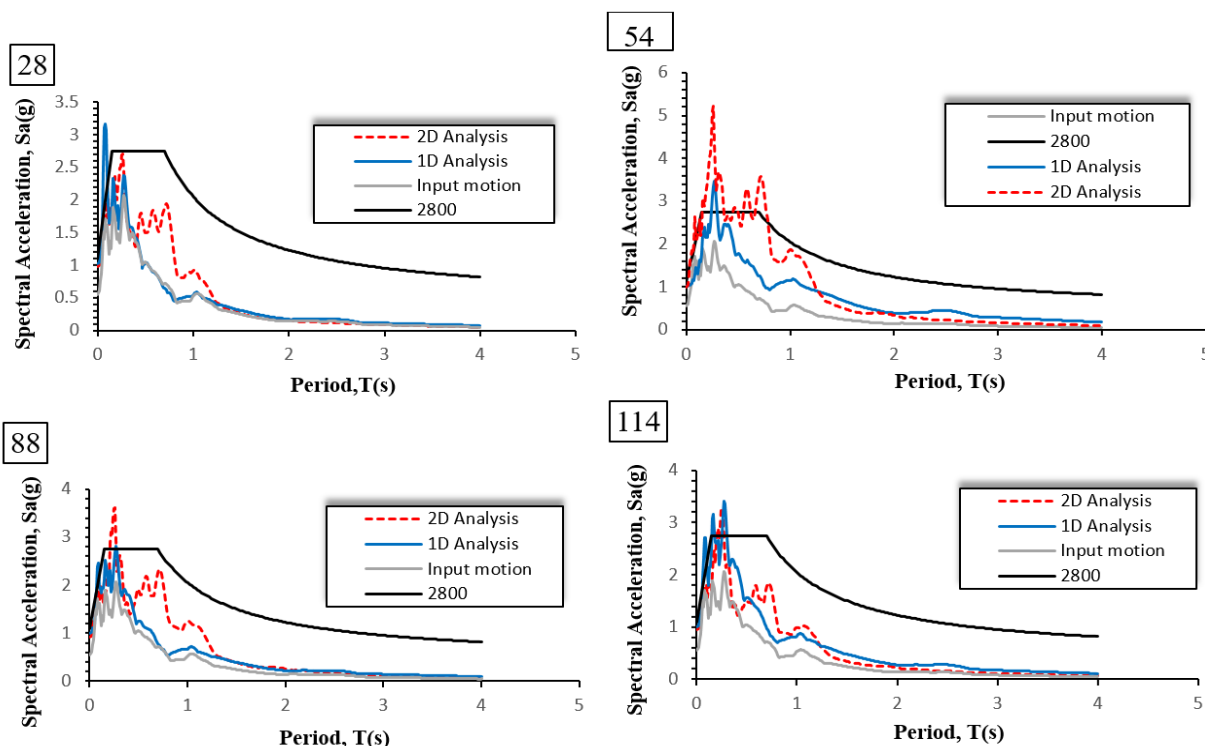 28
Spectral Acceleration, Sa(g)
3.5
3
2.5
2
1.5
1
0.5
0
0 1 2 3 4 5
Period,T(s)
2D Analysis
1D Analysis
Input motion
2800
54
Spectral Acceleration, Sa(g)
6
5
4
3
2
1
0
0 1 2 3 4 5
Period, T(s)
Input motion
2800
1D Analysis
2D Analysis
88
Spectral Acceleration, Sa(g)
4
3
2
1
0
0 1 2 3 4 5
Period, T(s)
2D Analysis
1D Analysis
Input motion
2800
114
Spectral Acceleration, Sa(g)
4
3
2
1
0
0 1 2 3 4 5
Period, T(s)
2D Analysis
1D Analysis
Input motion
2800